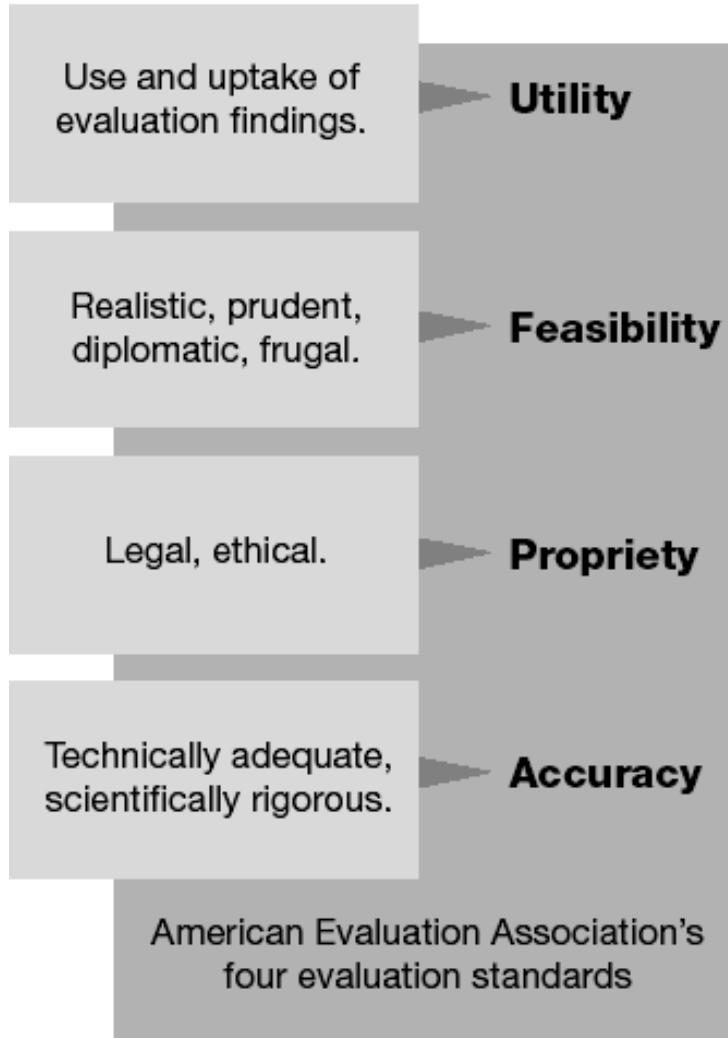 Use and uptake of
evaluation findings.
Utility
Realistic, prudent,
diplomatic, frugal.
Feasibility
Legal, ethical.
Propriety
Technically adequate,
scientifically rigorous.
Accuracy
American Evaluation Association’s
four evaluation standards